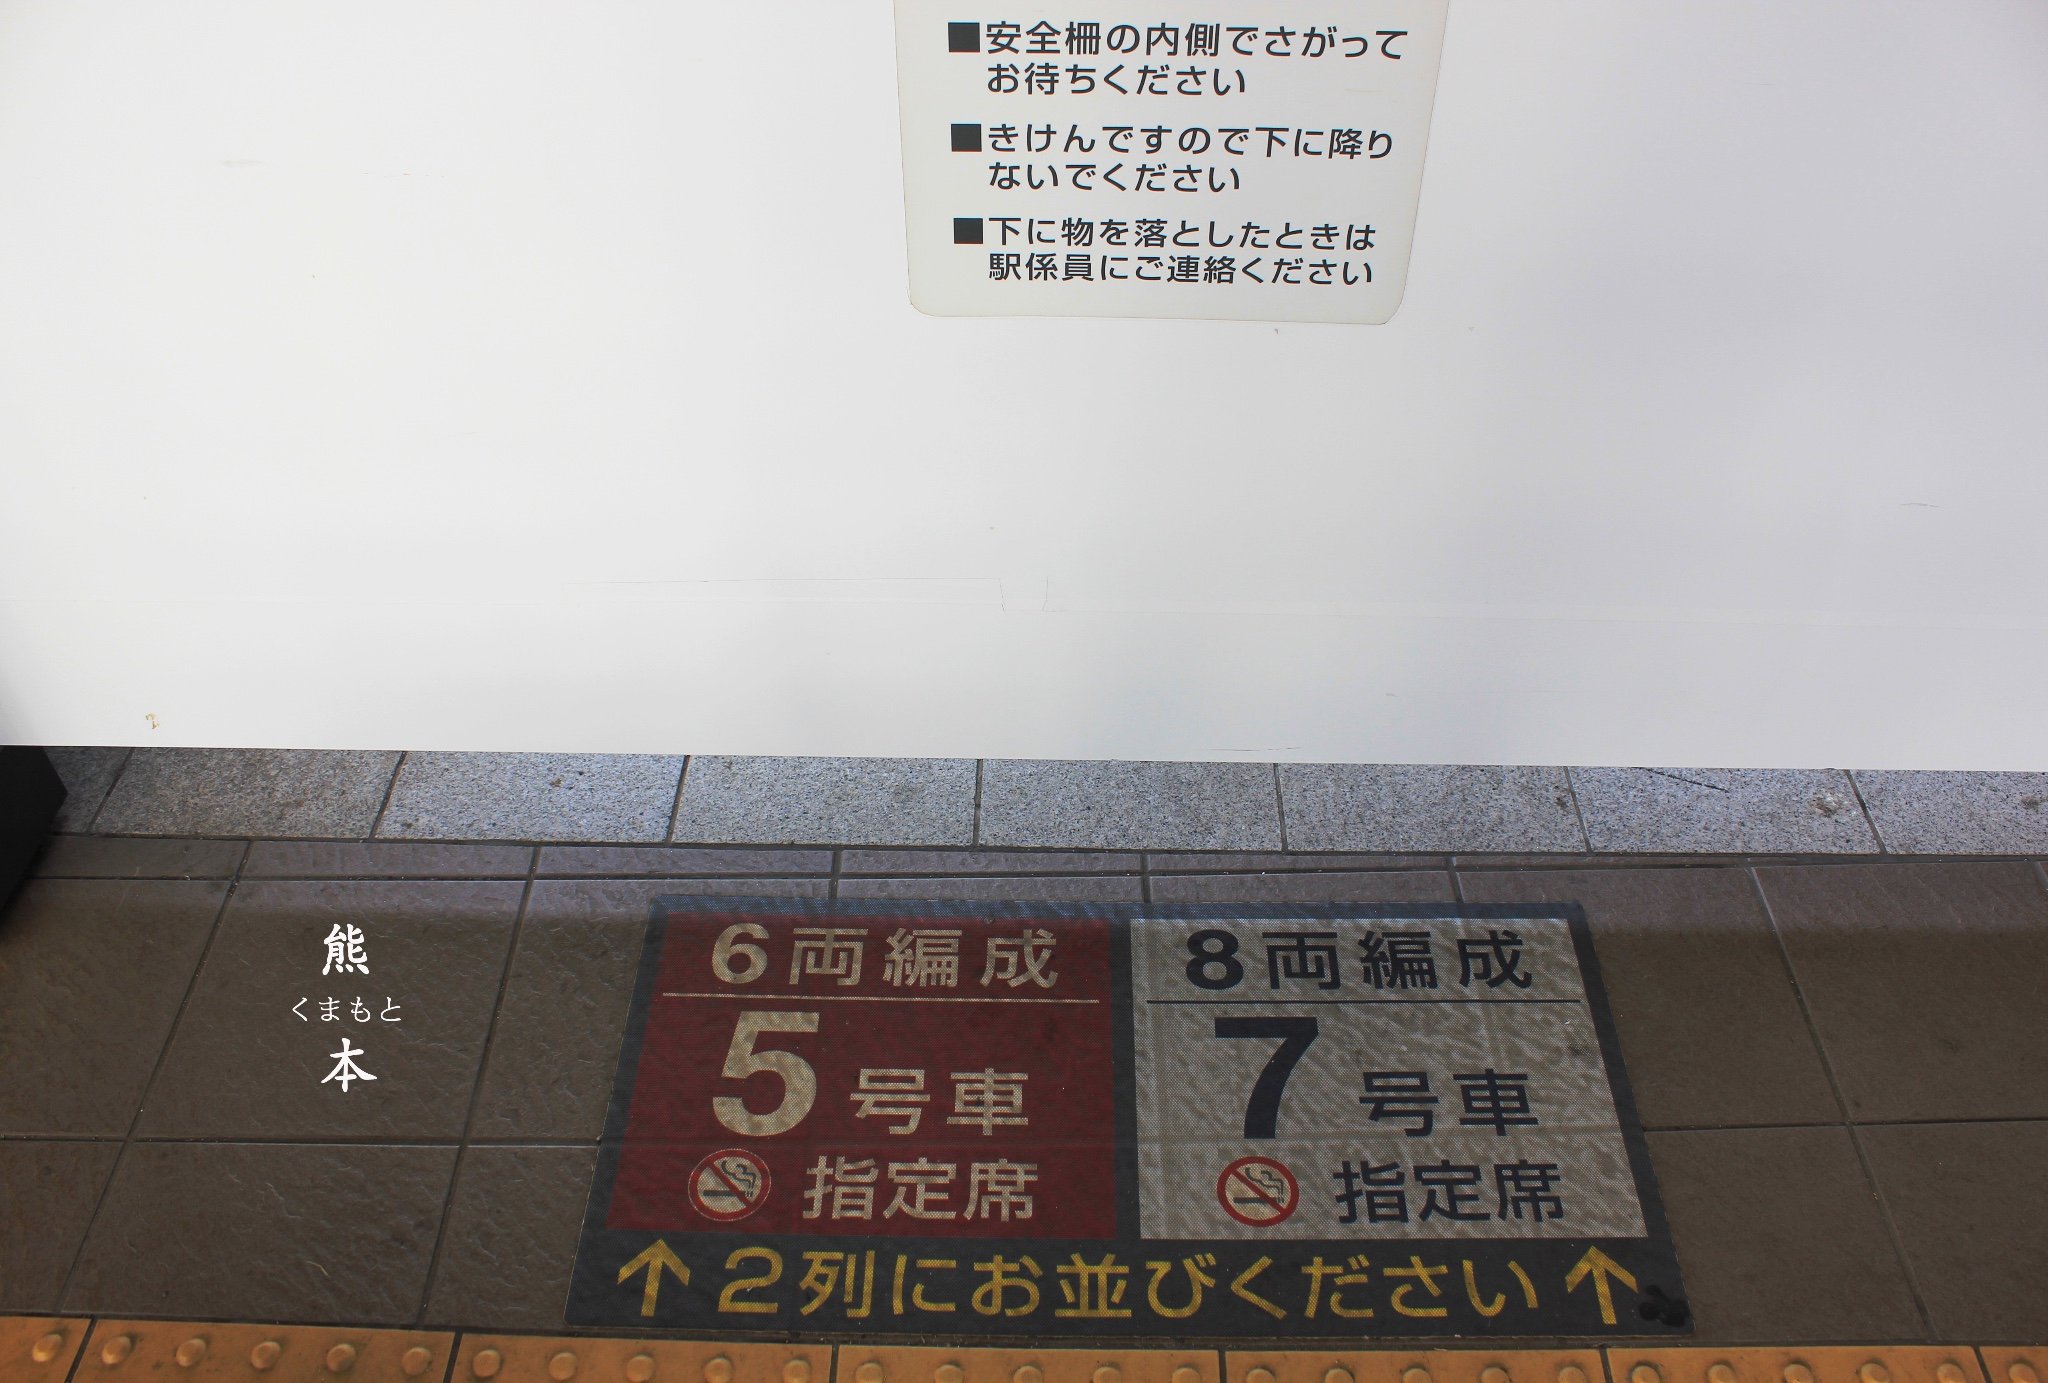 ■安全柵の内側でさがって
お待ちください
■きけんですので下に降り
ないでください
■下に物を落としたときは
駅係員にご連絡ください
熊
くまもと
本
6両編成
5号車
指定席
8両編成
7号車
指定席
↑2列にお並びください↑